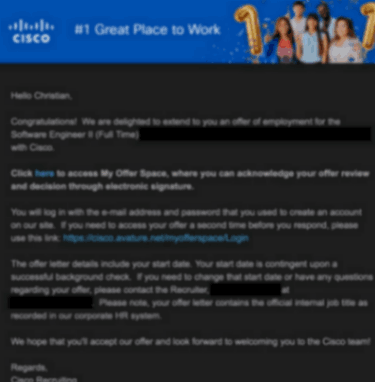 CISCO
#1 Great Place to Work
Hello Christian,
Congratulations! We are delighted to extend to you an offer of employment for the
Software Engineer II (Full Time)
with Cisco.
Click here to access My Offer Space, where you can acknowledge your offer review
and decision through electronic signature.
You will log in with the e-mail address and password that you used to create an account
on our site. If you need to access your offer a second time before you respond, please
use this link: https://cisco.avature.net/myofferspace/Login
The offer letter details include your start date. Your start date is contingent upon a
successful background check. If you need to change that start date or have any questions
regarding your offer, please contact the Recruiter, at
. Please note, your offer letter contains the official internal job title as
recorded in our corporate HR system.
We hope that you'll accept our offer and look forward to welcoming you to the Cisco team!
Regards,
Cisco Recruiting